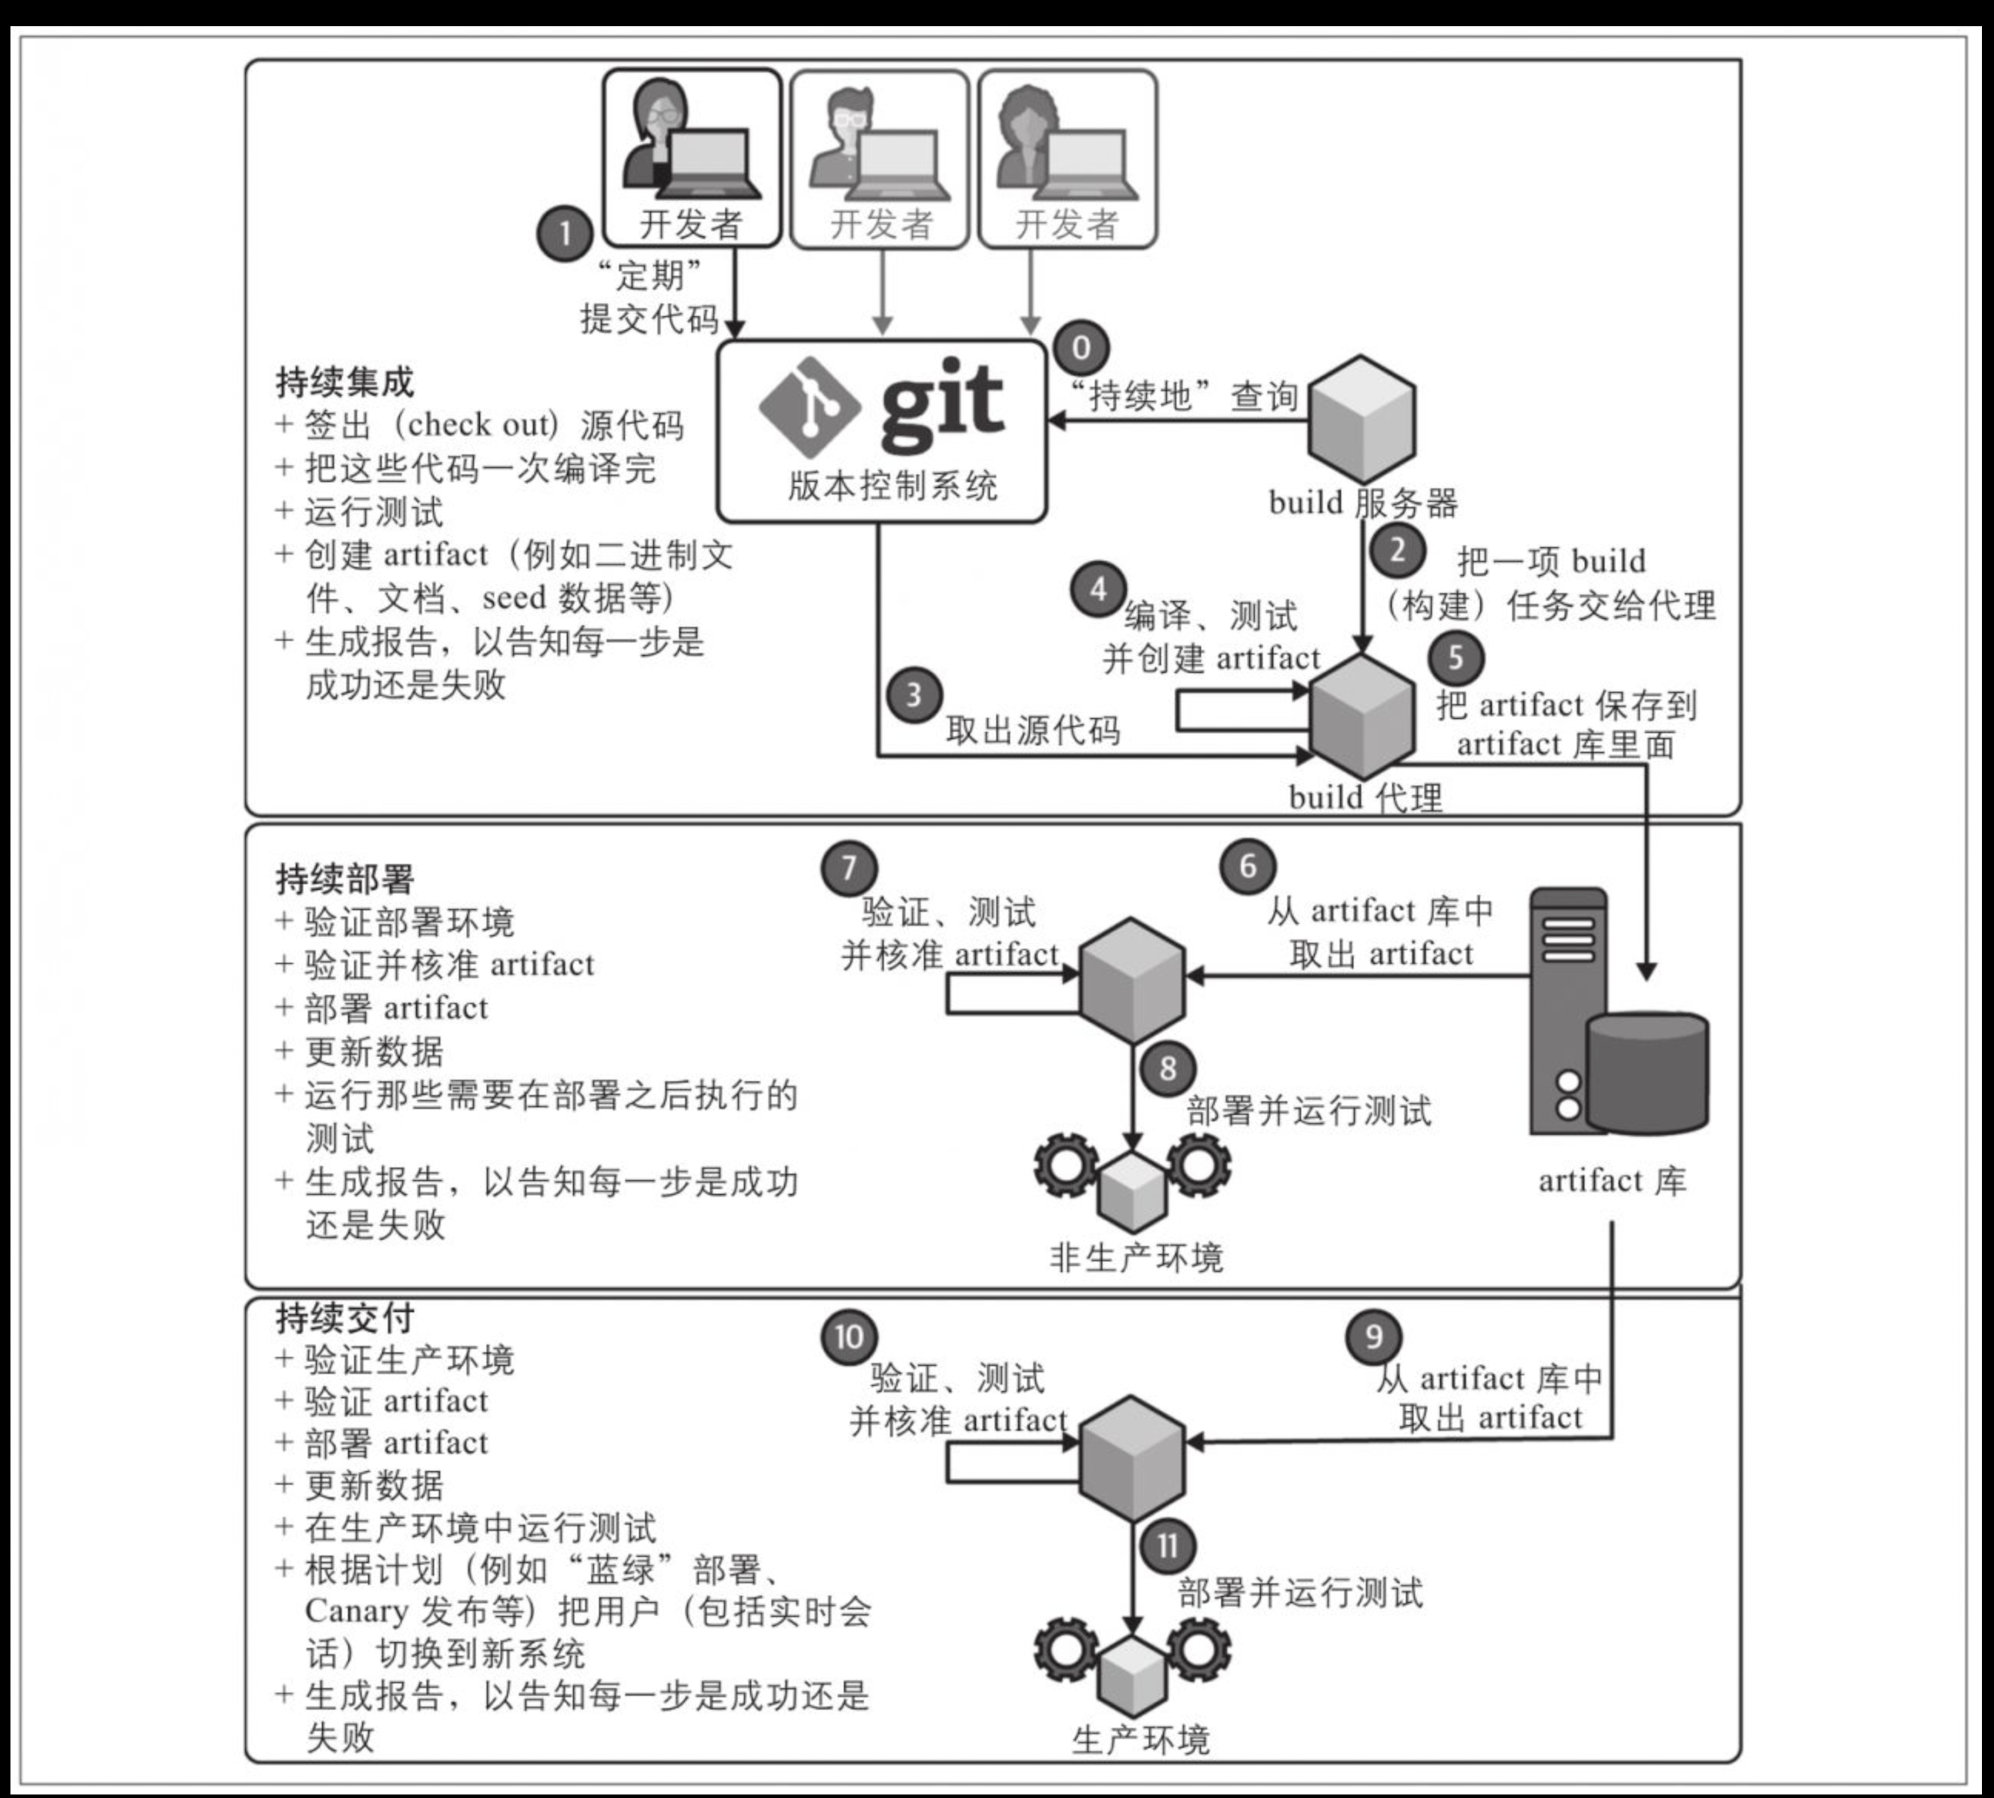 开发者
开发者
开发者
1
“定期”
提交代码
0
git
版本控制系统
“持续地”查询
build 服务器
持续集成
+ 签出（check out）源代码
+ 把这些代码一次编译完
+ 运行测试
+ 创建 artifact（例如二进制文
件、文档、seed 数据等）
+ 生成报告，以告知每一步是
成功还是失败
2
把一项 build
（构建）任务交给代理
4
编译、测试
并创建 artifact
3
取出源代码
5
把 artifact 保存到
artifact 库里面
build 代理
持续部署
+ 验证部署环境
+ 验证并核准 artifact
+ 部署 artifact
+ 更新数据
+ 运行那些需要在部署之后执行的
测试
+ 生成报告，以告知每一步是成功
还是失败
7
验证、测试
并核准 artifact
6
从 artifact 库中
取出 artifact
8
部署并运行测试
非生产环境
artifact 库
持续交付
+ 验证生产环境
+ 验证 artifact
+ 部署 artifact
+ 更新数据
+ 在生产环境中运行测试
+ 根据计划（例如“蓝绿”部署、
Canary 发布等）把用户（包括实时会
话）切换到新系统
+ 生成报告，以告知每一步是成功还是
失败
10
验证、测试
并核准 artifact
9
从 artifact 库中
取出 artifact
11
部署并运行测试
生产环境